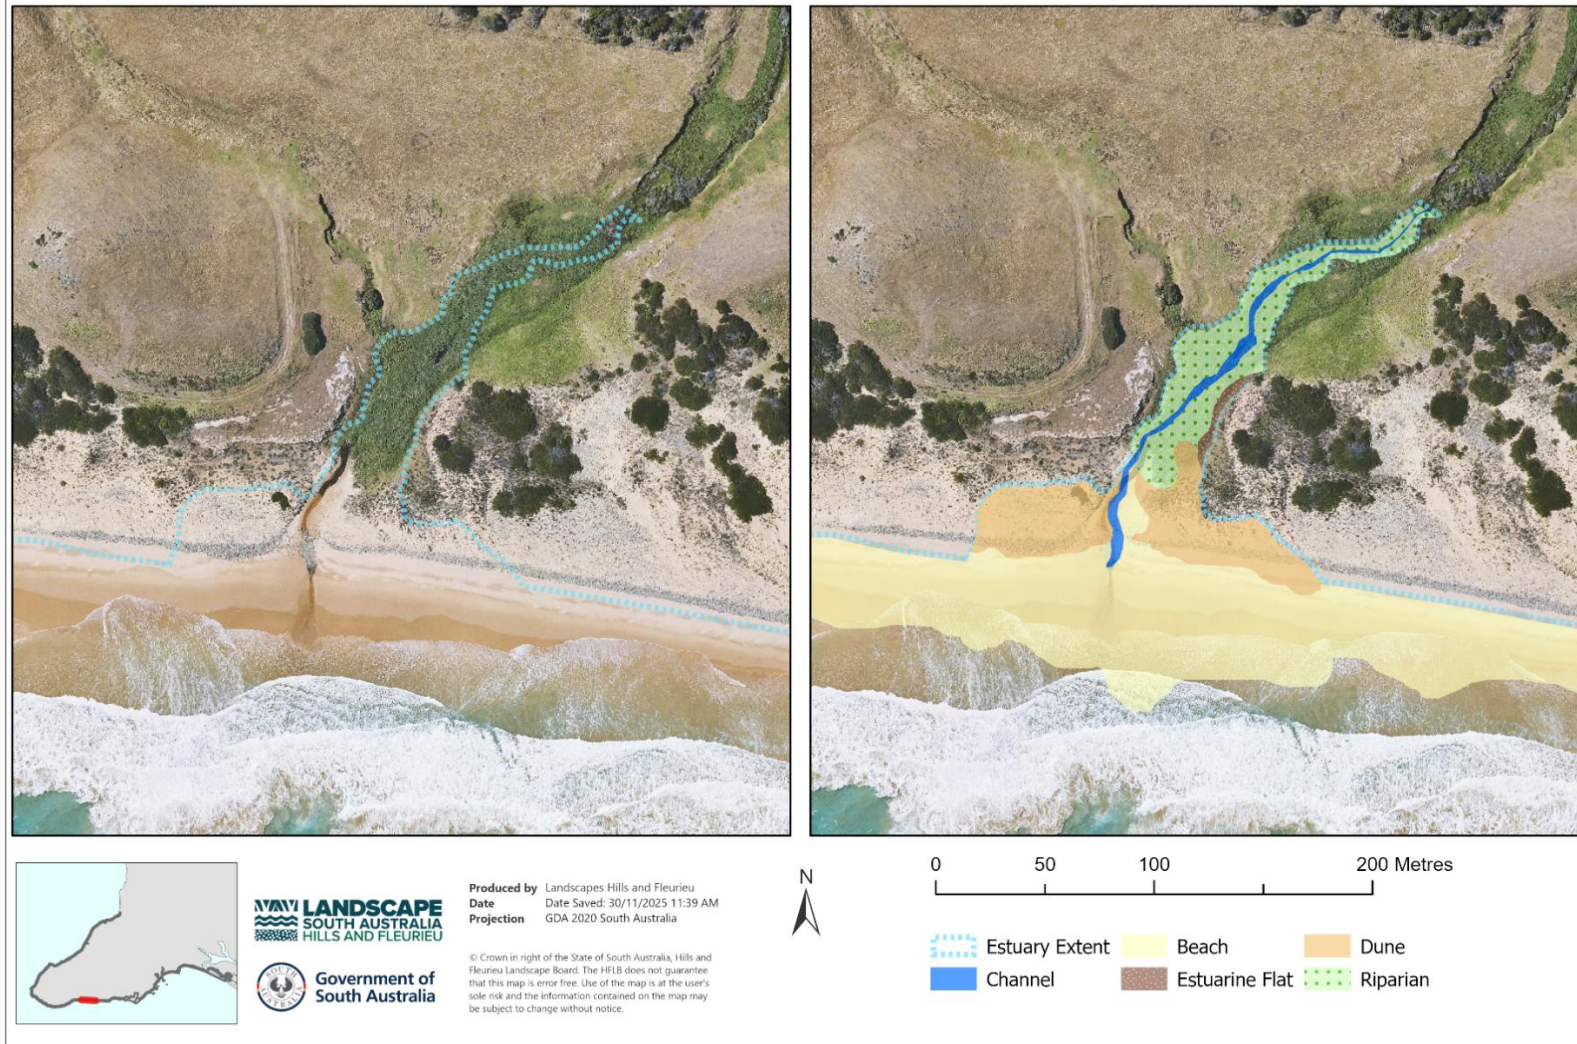 LANDSCAPE
SOUTH AUSTRALIA
HILLS AND FLEURIEU
SOUTH
AUSTRALIA
Government of
South Australia
Produced by Landscapes Hills and Fleurieu
Date Date Saved: 30/11/2025 11:39 AM
Projection GDA 2020 South Australia
© Crown in right of the State of South Australia, Hills and
Fleurieu Landscape Board. The HFLB does not guarantee
that this map is error free. Use of the map is at the user's
sole risk and the information contained on the map may
be subject to change without notice.
N
0 50 100 200 Metres
Estuary Extent Beach Dune
Channel Estuarine Flat Riparian